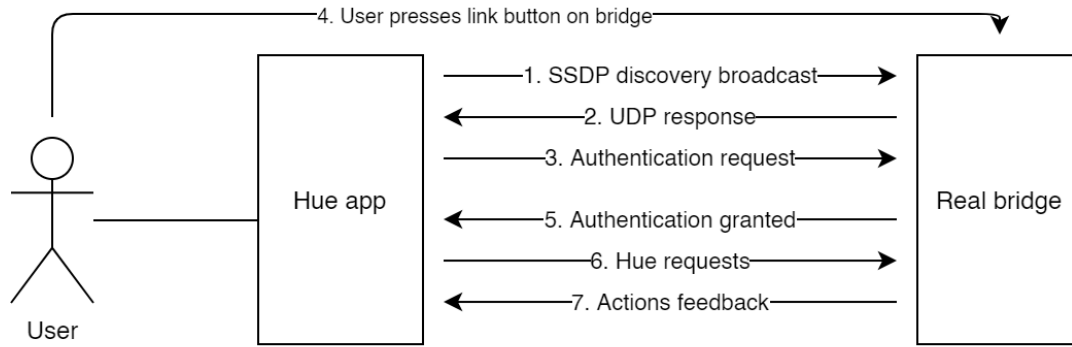 4. User presses link button on bridge
1. SSDP discovery broadcast
2. UDP response
3. Authentication request
Hue app
Real bridge
5. Authentication granted
6. Hue requests
7. Actions feedback
User